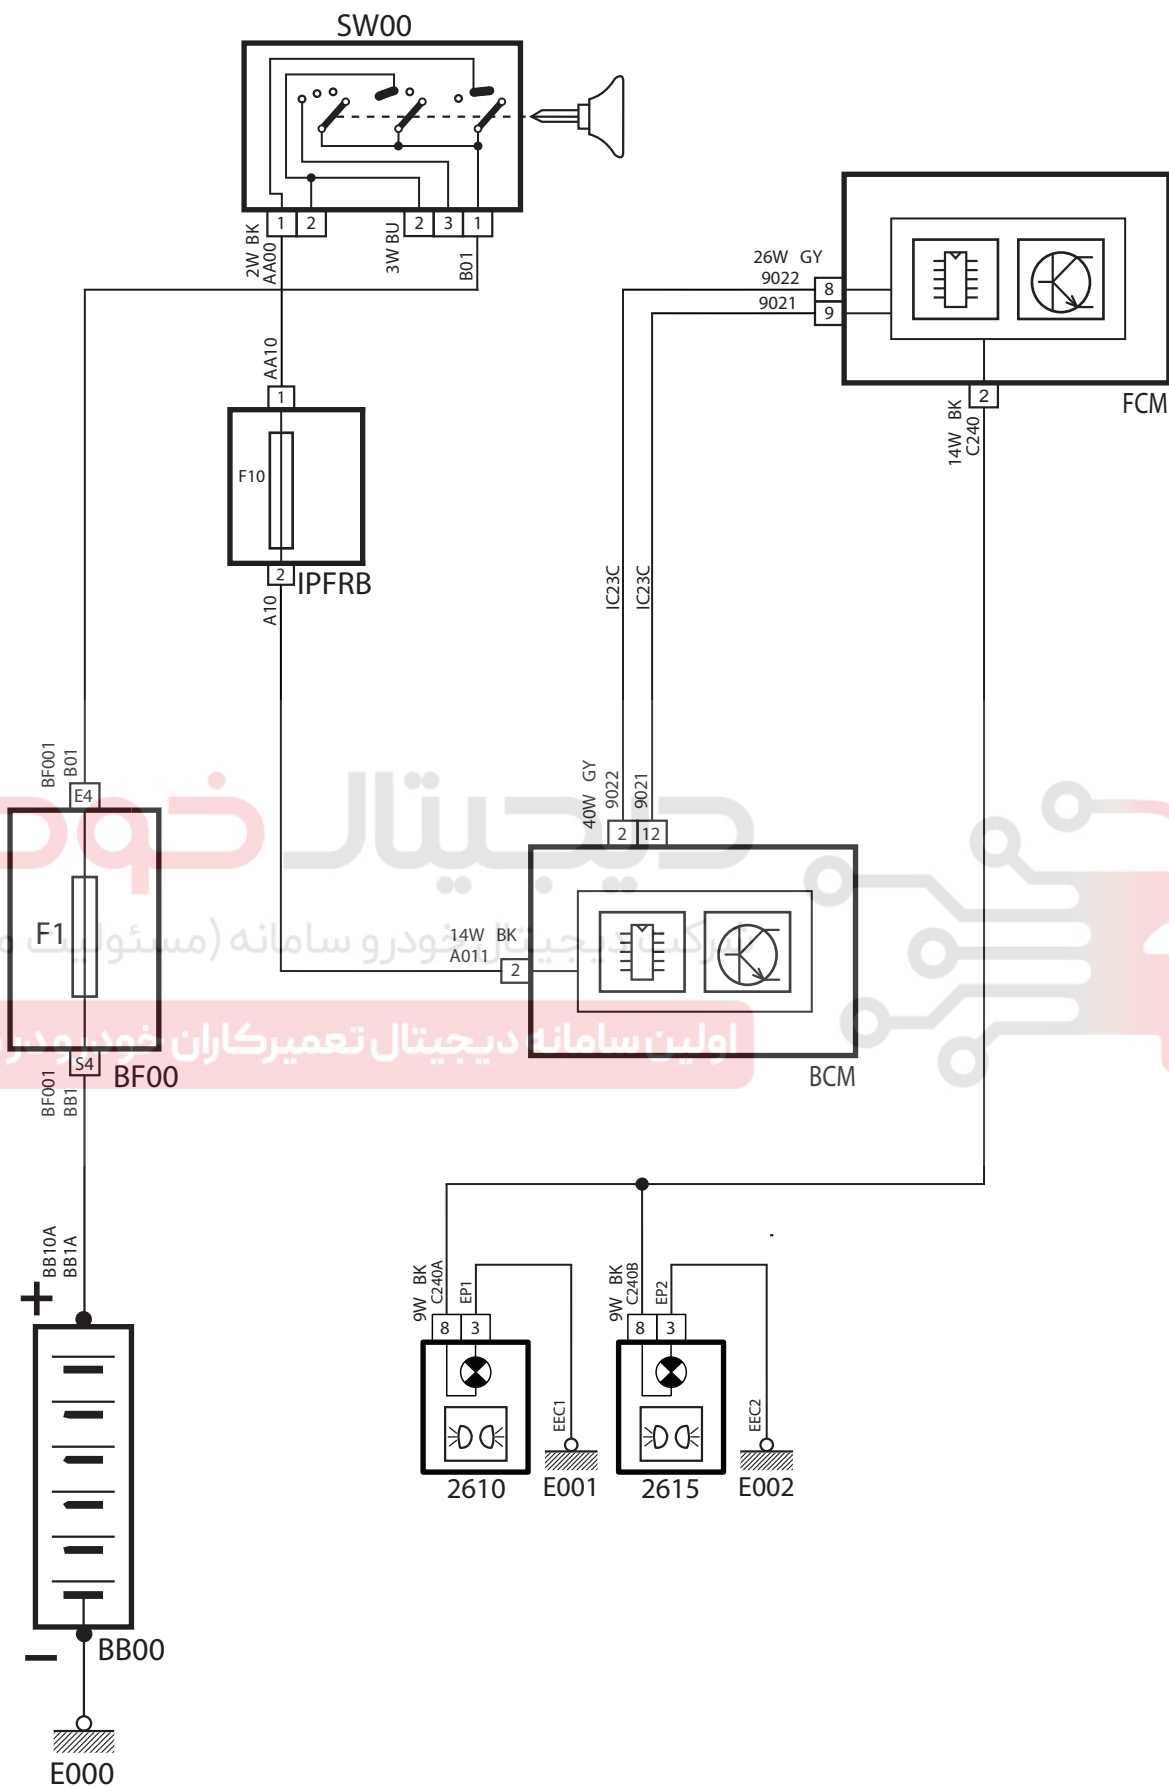 SW00
1 2 2 3 1
2W BK
AA00
3W BU
B01
26W GY
9022
9021
8
9
FCM
2
14W BK
C240
AA10
1
F10
2
IPFRB
A10
IC23C
IC23C
BF001
B01
E4
40W GY
9022
9021
2 12
دیجیتال خودرو
F1
14W BK
A011
2
شرکت دیجیتال خودرو سامانه (مسئولیت
اولین سامانه دیجیتال تعمیرکاران خودرو در
S4
BF00
BCM
BF001
BB1
BB10A
BB1A
+
9W BK
C240A
EP1
8 3
9W BK
C240B
EP2
8 3
EEC1
EEC2
2610
E001
2615
E002
BB00
−
E000